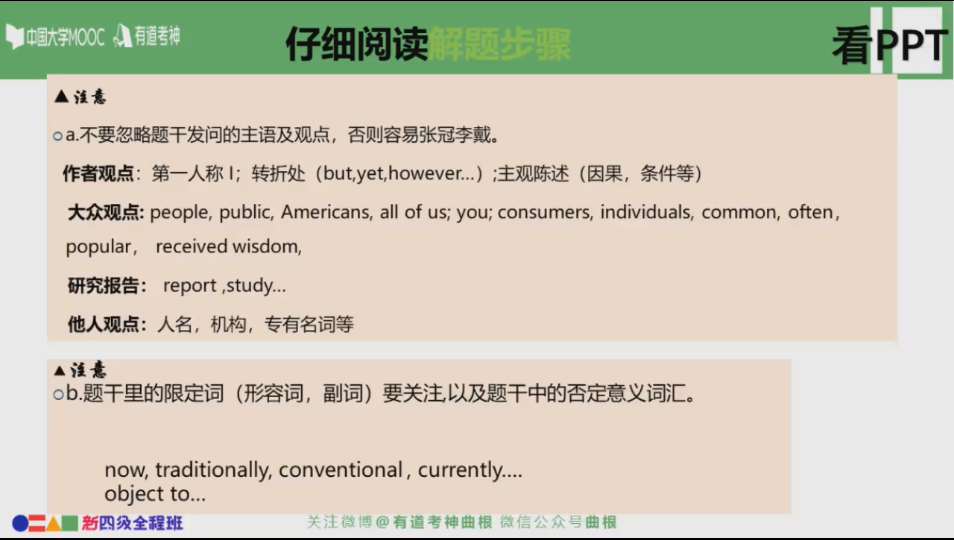 中国大学MOOC 有道考神
仔细阅读解题步骤
看PPT
▲注意
a.不要忽略题干发问的主语及观点，否则容易张冠李戴。
作者观点：第一人称 I；转折处（but,yet,however...）;主观陈述（因果，条件等）
大众观点: people, public, Americans, all of us; you; consumers, individuals, common, often,
popular， received wisdom,
研究报告： report ,study...
他人观点：人名，机构，专有名词等
▲注意
b.题干里的限定词（形容词，副词）要关注,以及题干中的否定意义词汇。
now, traditionally, conventional, currently....
object to...
新四级全程班
关注微博@有道考神曲根 微信公众号曲根